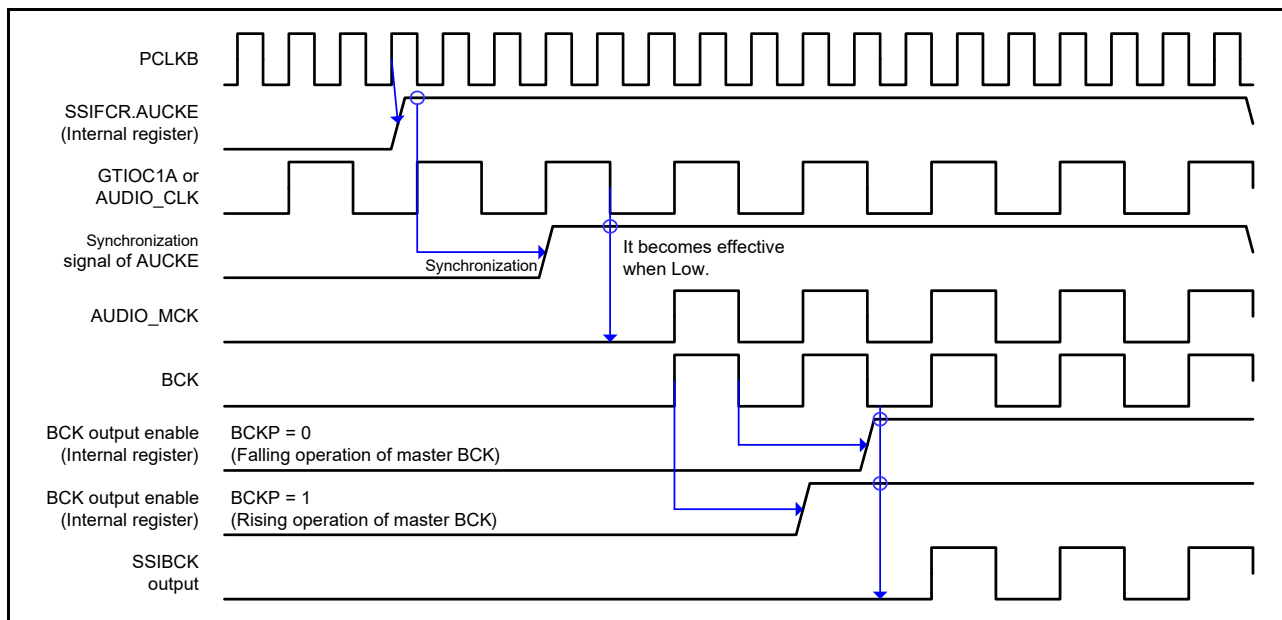 PCLKB
SSIFCR.AUCKE
(Internal register)
GTIOC1A or
AUDIO_CLK
Synchronization
signal of AUCKE
Synchronization
It becomes effective
when Low.
AUDIO_MCK
BCK
BCK output enable
(Internal register)
BCKP = 0
(Falling operation of master BCK)
BCK output enable
(Internal register)
BCKP = 1
(Rising operation of master BCK)
SSIBCK
output